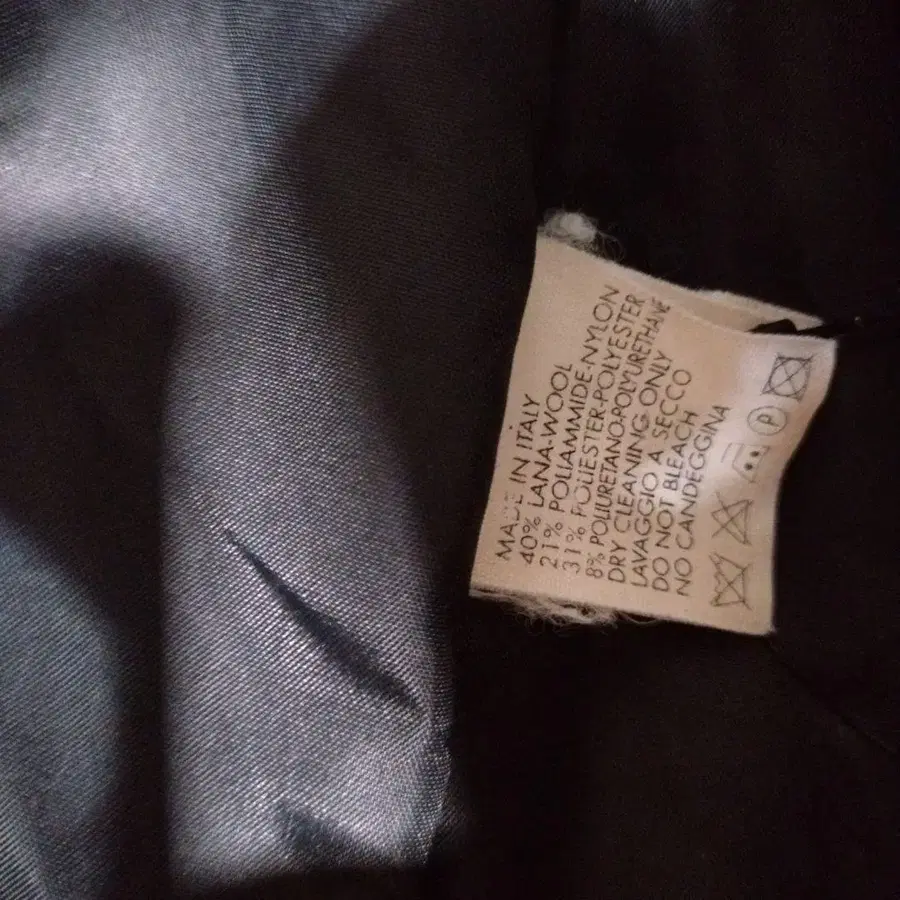 MADE IN ITALY
40% LANA-WOOL
21% POLIAMMIDE-NYLON
31% POLIESTER-POLYESTER
8% POLIURETANO-POLYURETHANE
DRY CLEANING ONLY
LAVAGGIO A SECCO
DO NOT BLEACH
NO CANDEGGINA
P